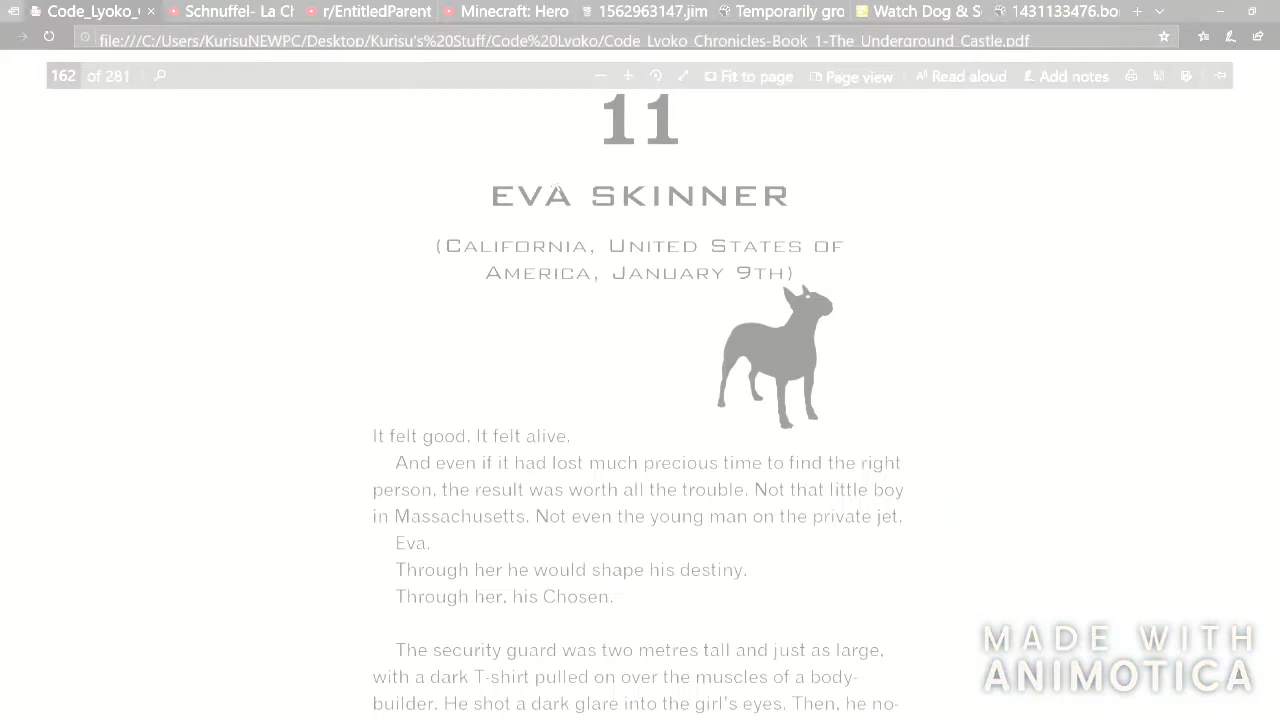 Code_Lyoko_
Schnuffel- La Ch
r/EntitledParent
Minecraft: Hero
1562963147.jim
Temporarily gro
Watch Dog & S
1431133476.bo
file:///C:/Users/KurisuNEWPC/Desktop/Kurisu's%20Stuff/Code%20Lyoko/Code_Lyoko_Chronicles-Book_1-The_Underground_Castle.pdf
162 of 281
Fit to page
Page view
Read aloud
Add notes
11
EVA SKINNER
(California, United States of
America, January 9th)
It felt good. It felt alive.
And even if it had lost much precious time to find the right
person, the result was worth all the trouble. Not that little boy
in Massachusetts. Not even the young man on the private jet.
Eva.
Through her he would shape his destiny.
Through her, his Chosen.
The security guard was two metres tall and just as large,
with a dark T-shirt pulled on over the muscles of a body-
builder. He shot a dark glare into the girl's eyes. Then, he no-
MADE WITH
ANIMOTICA